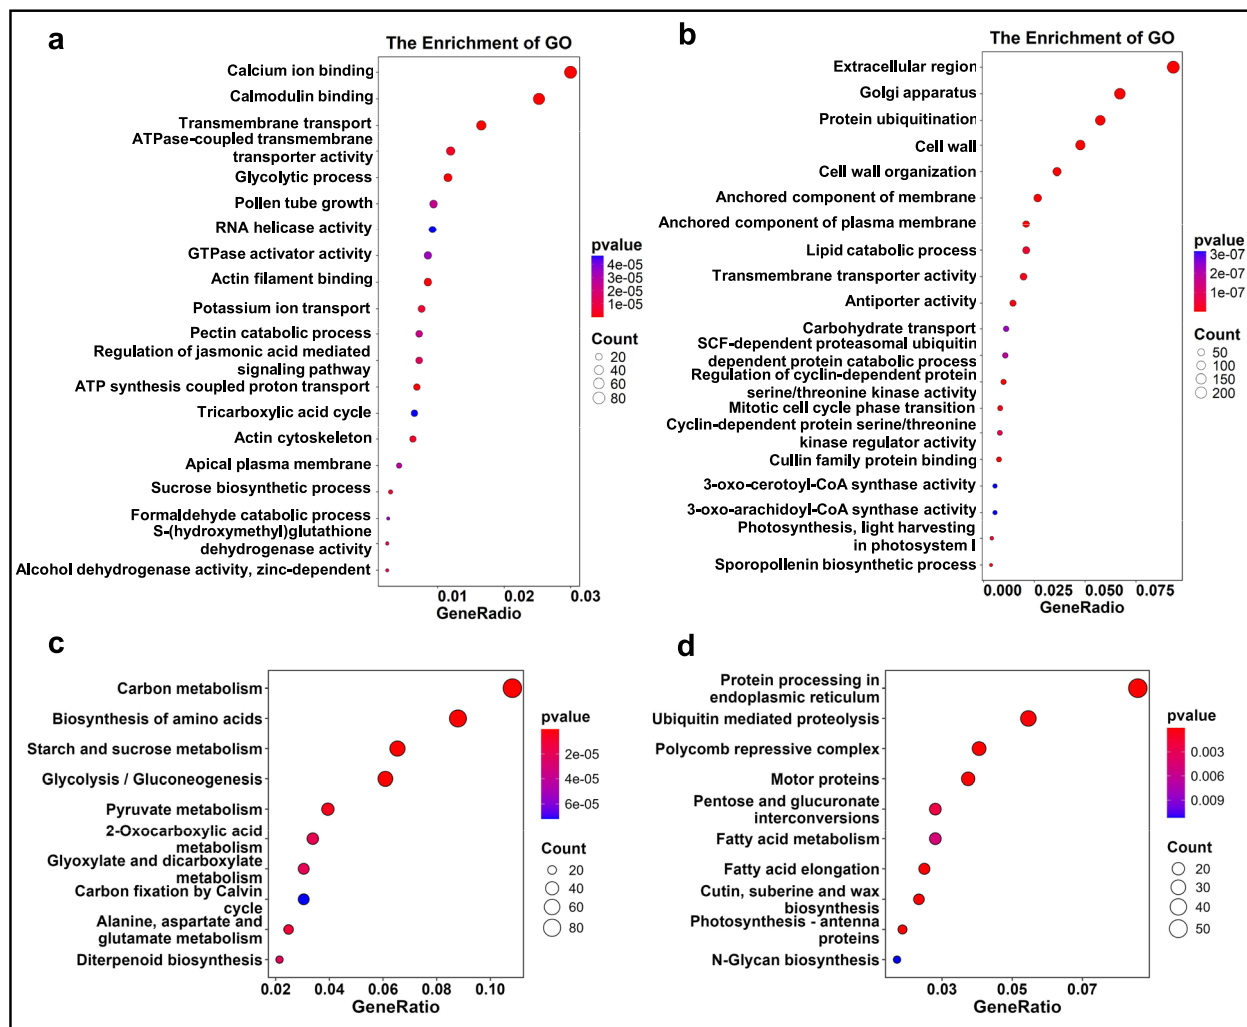 a
The Enrichment of GO
Calcium ion binding
Calmodulin binding
Transmembrane transport
ATPase-coupled transmembrane
transporter activity
Glycolytic process
Pollen tube growth
RNA helicase activity
GTPase activator activity
Actin filament binding
Potassium ion transport
Pectin catabolic process
Regulation of jasmonic acid mediated
signaling pathway
ATP synthesis coupled proton transport
Tricarboxylic acid cycle
Actin cytoskeleton
Apical plasma membrane
Sucrose biosynthetic process
Formaldehyde catabolic process
S-(hydroxymethyl)glutathione
dehydrogenase activity
Alcohol dehydrogenase activity, zinc-dependent
0.01 0.02 0.03
GeneRadio
pvalue
4e-05
3e-05
2e-05
1e-05
Count
20
40
60
80
b
The Enrichment of GO
Extracellular region
Golgi apparatus
Protein ubiquitination
Cell wall
Cell wall organization
Anchored component of membrane
Anchored component of plasma membrane
Lipid catabolic process
Transmembrane transporter activity
Antiporter activity
Carbohydrate transport
SCF-dependent proteasomal ubiquitin
dependent protein catabolic process
Regulation of cyclin-dependent protein
serine/threonine kinase activity
Mitotic cell cycle phase transition
Cyclin-dependent protein serine/threonine
kinase regulator activity
Cullin family protein binding
3-oxo-cerotoyl-CoA synthase activity
3-oxo-arachidoyl-CoA synthase activity
Photosynthesis, light harvesting
in photosystem I
Sporopollenin biosynthetic process
0.000 0.025 0.050 0.075
GeneRadio
pvalue
3e-07
2e-07
1e-07
Count
50
100
150
200
c
Carbon metabolism
Biosynthesis of amino acids
Starch and sucrose metabolism
Glycolysis / Gluconeogenesis
Pyruvate metabolism
2-Oxocarboxylic acid
metabolism
Glyoxylate and dicarboxylate
metabolism
Carbon fixation by Calvin
cycle
Alanine, aspartate and
glutamate metabolism
Diterpenoid biosynthesis
0.02 0.04 0.06 0.08 0.10
GeneRatio
pvalue
2e-05
4e-05
6e-05
Count
20
40
60
80
d
Protein processing in
endoplasmic reticulum
Ubiquitin mediated proteolysis
Polycomb repressive complex
Motor proteins
Pentose and glucuronate
interconversions
Fatty acid metabolism
Fatty acid elongation
Cutin, suberine and wax
biosynthesis
Photosynthesis - antenna
proteins
N-Glycan biosynthesis
0.03 0.05 0.07
GeneRatio
pvalue
0.003
0.006
0.009
Count
20
30
40
50